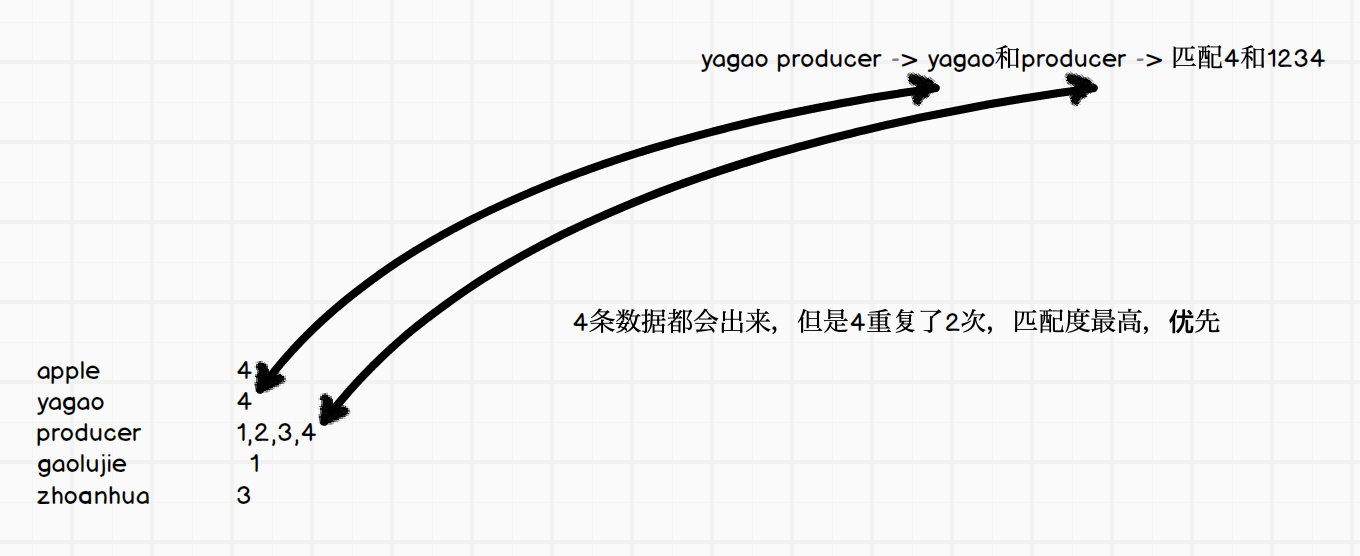 yagao producer -> yagao和producer -> 匹配4和1234
4条数据都会出来，但是4重复了2次，匹配度最高，优先
apple 4
yagao 4
producer 1,2,3,4
gaolujie 1
zhoanhua 3